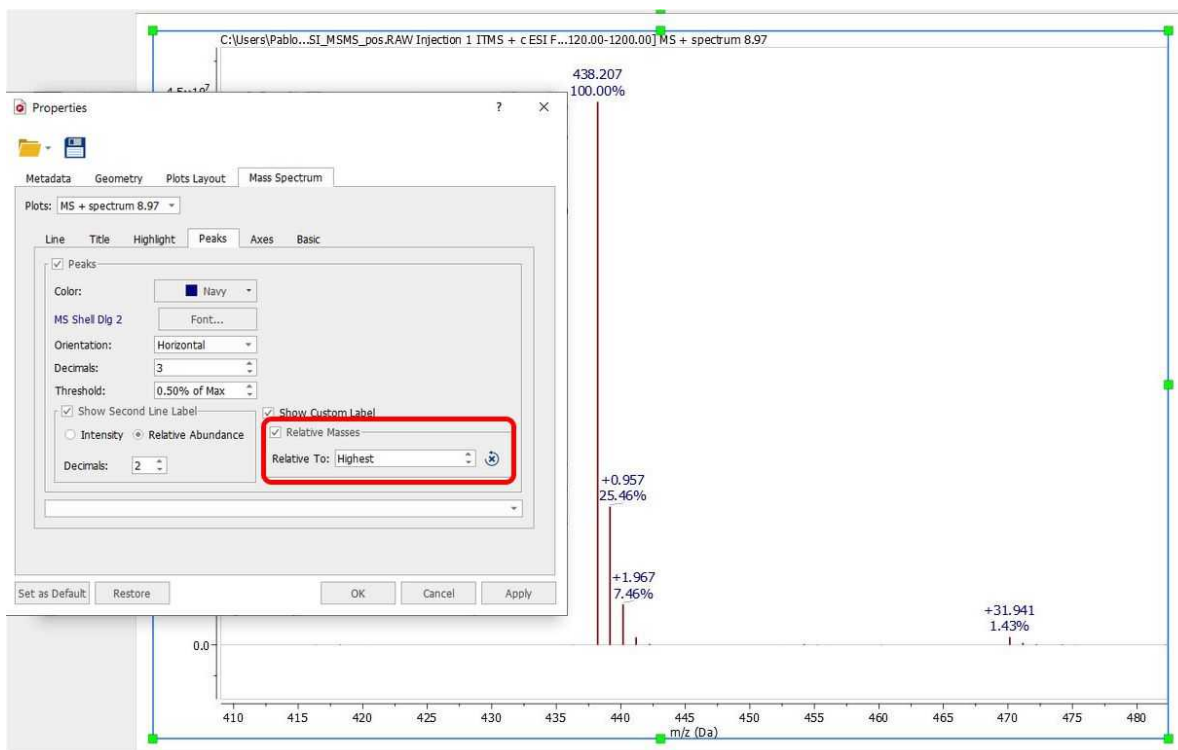 C:\Users\Pablo...SI_MSMS_pos.RAW Injection 1 ITMS + c ESI F...120.00-1200.00] MS + spectrum 8.97
438.207
100.00%
Properties
? ×
Metadata Geometry Plots Layout Mass Spectrum
Plots: MS + spectrum 8.97
Line Title Highlight Peaks Axes Basic
Peaks
Color: Navy
MS Shell Dlg 2 Font...
Orientation: Horizontal
Decimals: 3
Threshold: 0.50% of Max
Show Second Line Label
Show Custom Label
Intensity Relative Abundance
Relative Masses
Decimals: 2
Relative To: Highest
Set as Default Restore OK Cancel Apply
+0.957
25.46%
+1.967
7.46%
+31.941
1.43%
0.0
410 415 420 425 430 435 440 445 450 455 460 465 470 475 480
m/z (Da)